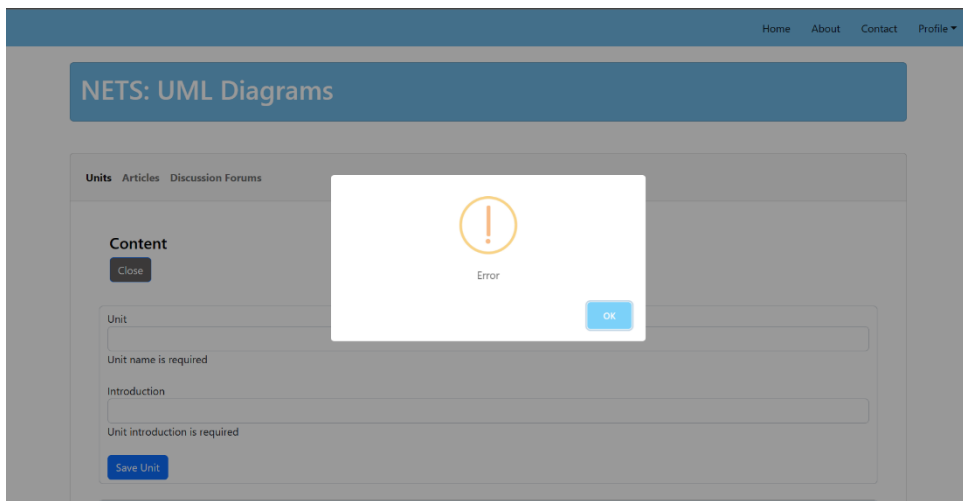 Home About Contact Profile
NETS: UML Diagrams
Units Articles Discussion Forums
Content
Close
Error
OK
Unit
Unit name is required
Introduction
Unit introduction is required
Save Unit